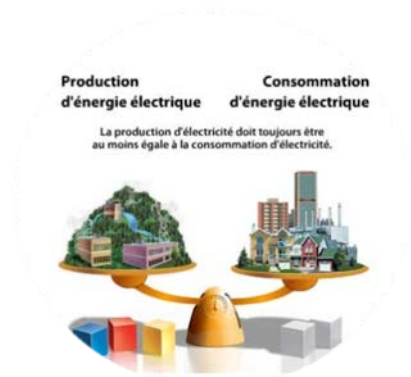 Production
d'énergie électrique
Consommation
d'énergie électrique
La production d'électricité doit toujours être
au moins égale à la consommation d'électricité.